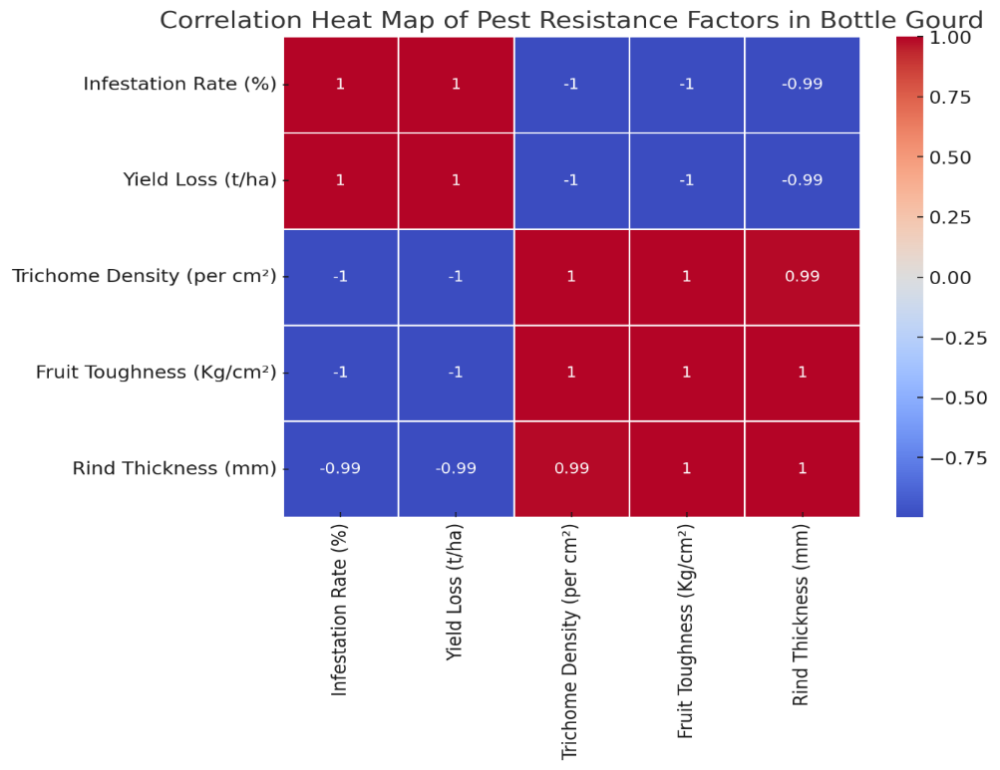 Correlation Heat Map of Pest Resistance Factors in Bottle Gourd
Infestation Rate (%) 1 1 -1 -1 -0.99
Yield Loss (t/ha) 1 1 -1 -1 -0.99
Trichome Density (per cm²) -1 -1 1 1 0.99
Fruit Toughness (Kg/cm²) -1 -1 1 1 1
Rind Thickness (mm) -0.99 -0.99 0.99 1 1
Infestation Rate (%)
Yield Loss (t/ha)
Trichome Density (per cm²)
Fruit Toughness (Kg/cm²)
Rind Thickness (mm)
1.00
0.75
0.50
0.25
0.00
−0.25
−0.50
−0.75